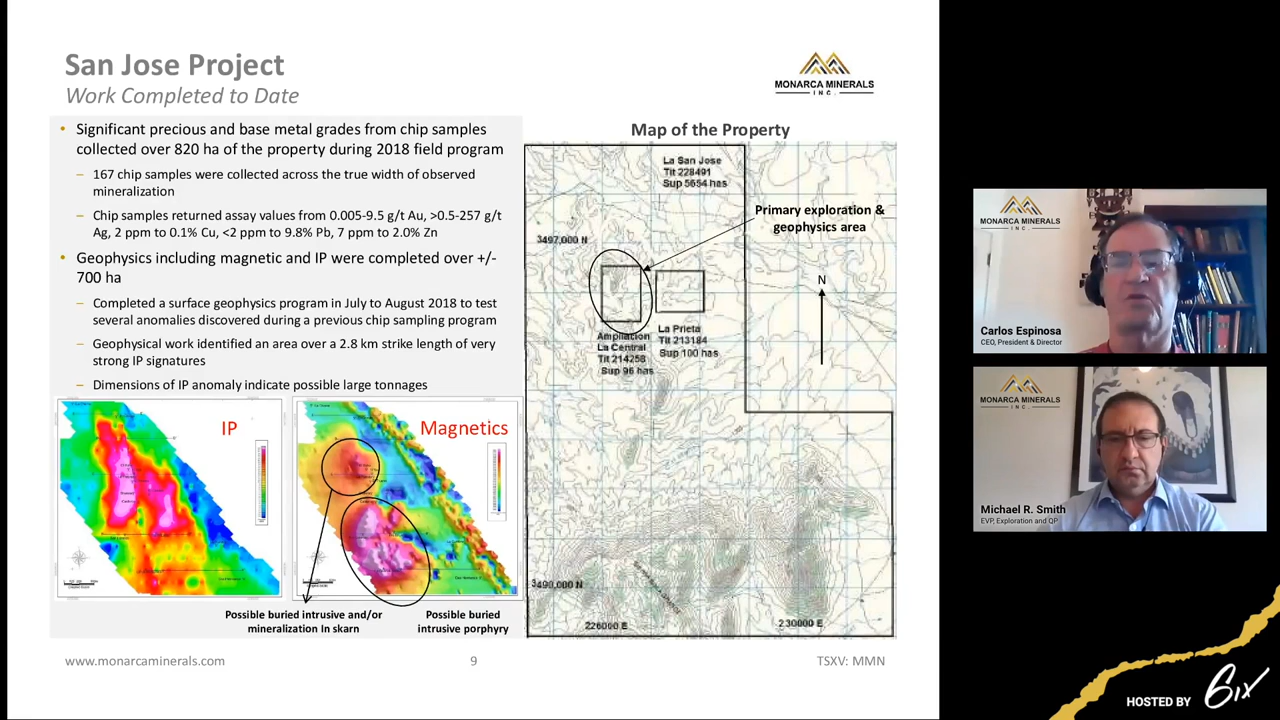 San Jose Project
Work Completed to Date
MONARCA MINERALS
INC.
• Significant precious and base metal grades from chip samples
collected over 820 ha of the property during 2018 field program
– 167 chip samples were collected across the true width of observed
mineralization
– Chip samples returned assay values from 0.005-9.5 g/t Au, >0.5-257 g/t
Ag, 2 ppm to 0.1% Cu, <2 ppm to 9.8% Pb, 7 ppm to 2.0% Zn
• Geophysics including magnetic and IP were completed over +/-
700 ha
– Completed a surface geophysics program in July to August 2018 to test
several anomalies discovered during a previous chip sampling program
– Geophysical work identified an area over a 2.8 km strike length of very
strong IP signatures
– Dimensions of IP anomaly indicate possible large tonnages
IP
Magnetics
Possible buried intrusive and/or
mineralization In skarn
Possible buried
intrusive porphyry
Map of the Property
La San Jose
Tit 228491
Sup 5654 has
Primary exploration &
geophysics area
3497,000 N
N
Ampliacion
La Central
Tit 214258
Sup 96 has
La Prieta
Tit 213184
Sup 100 has
3490,000 N
226000 E
230000 E
www.monarcaminerals.com
9
TSXV: MMN
MONARCA MINERALS
INC.
Carlos Espinosa
CEO, President & Director
MONARCA MINERALS
INC.
Michael R. Smith
EVP, Exploration and QP
HOSTED BY 6ix